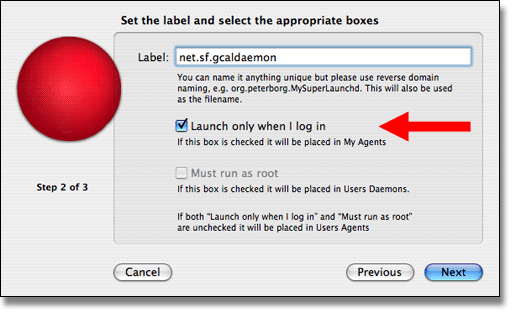 Set the label and select the appropriate boxes
Label: net.sf.gcaldaemon
You can name it anything unique but please use reverse domain
naming, e.g. org.peterborg.MySuperLaunchd. This will also be used
as the filename.
Launch only when I log in
If this box is checked it will be placed in My Agents
Must run as root
Step 2 of 3
If this box is checked it will be placed in Users Daemons.
If both "Launch only when I log in" and "Must run as root"
are unchecked it will be placed in Users Agents
Cancel
Previous
Next